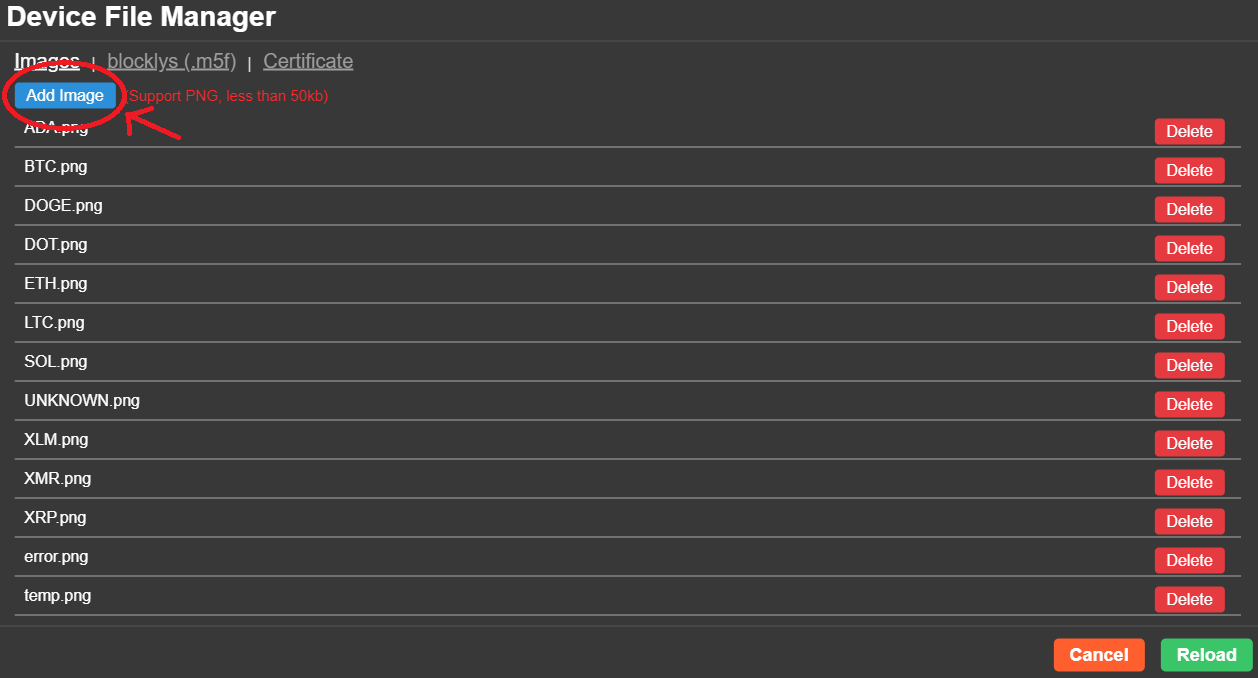 Device File Manager
Images | blocklys (.m5f) | Certificate
Add Image (Support PNG, less than 50kb)
ADA.png Delete
BTC.png Delete
DOGE.png Delete
DOT.png Delete
ETH.png Delete
LTC.png Delete
SOL.png Delete
UNKNOWN.png Delete
XLM.png Delete
XMR.png Delete
XRP.png Delete
error.png Delete
temp.png Delete
Cancel Reload